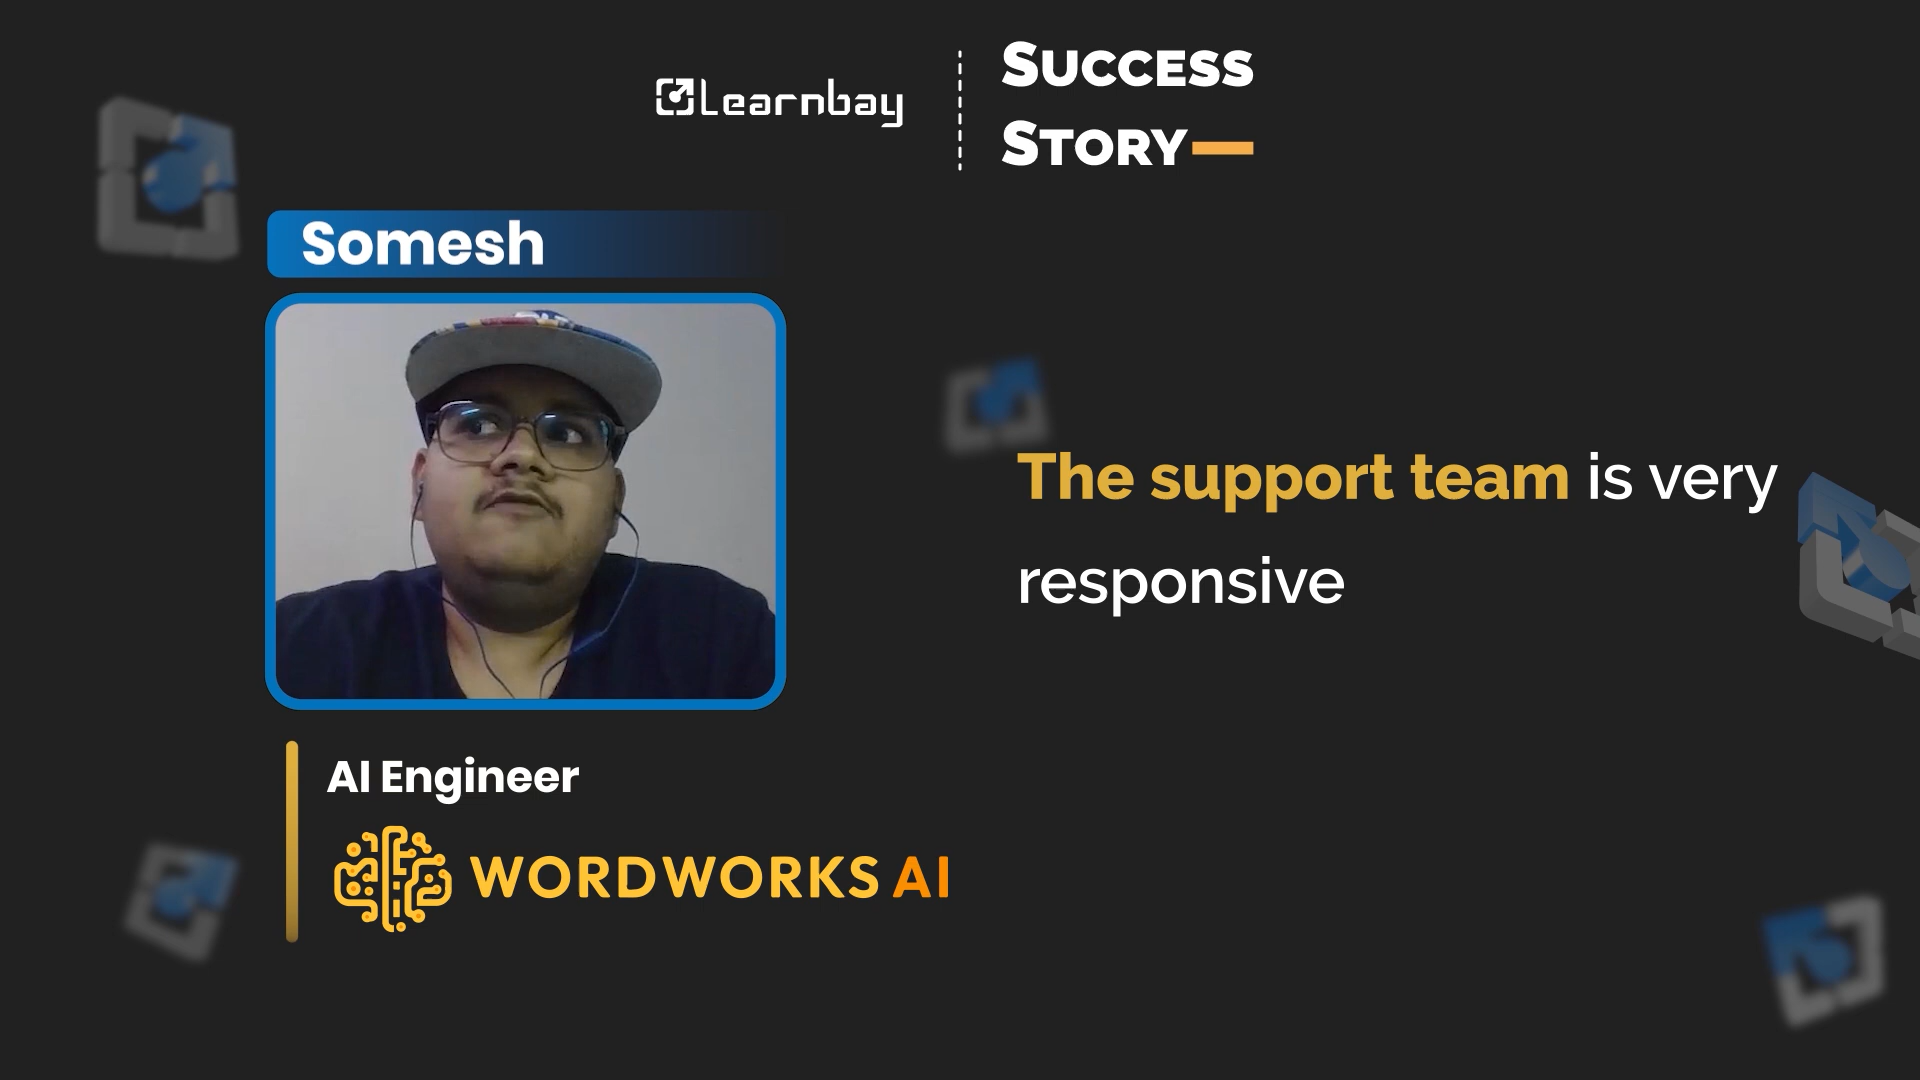 Learnbay
SUCCESS
STORY
Somesh
The support team is very
responsive
AI Engineer
WORDWORKS AI